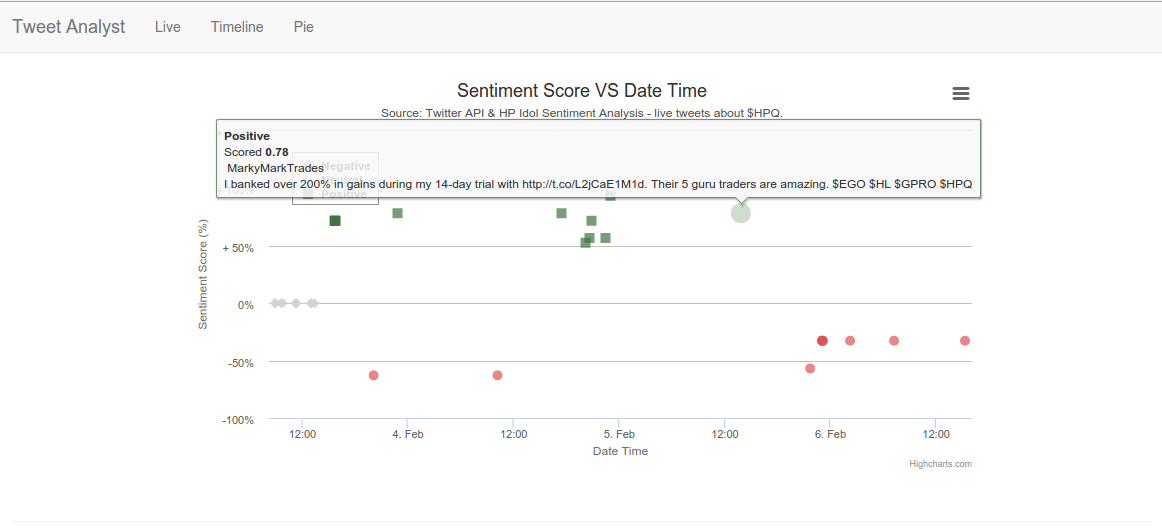 Tweet Analyst Live Timeline Pie
Sentiment Score VS Date Time
Source: Twitter API & HP Idol Sentiment Analysis - live tweets about $HPQ.
Positive
Scored 0.78
MarkyMarkTrades
I banked over 200% in gains during my 14-day trial with http://t.co/L2jCaE1M1d. Their 5 guru traders are amazing. $EGO $HL $GPRO $HPQ
Negative
Neutral
Positive
Sentiment Score (%)
+ 50%
0%
-50%
-100%
12:00 4. Feb 12:00 5. Feb 12:00 6. Feb 12:00
Date Time
Highcharts.com